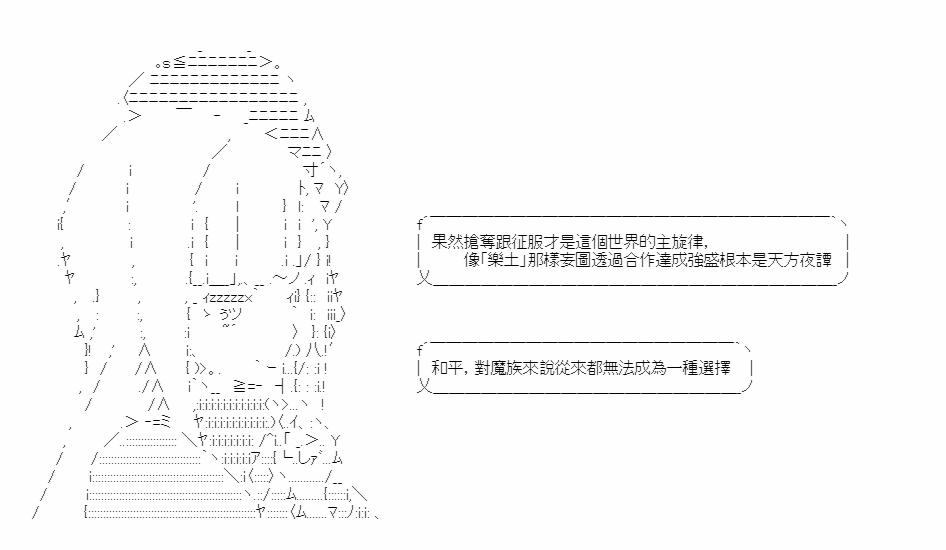 果然搶奪跟征服才是這個世界的主旋律,
像「樂土」那樣妄圖透過合作達成強盛根本是天方夜譚
和平, 對魔族來說從來都無法成為一種選擇